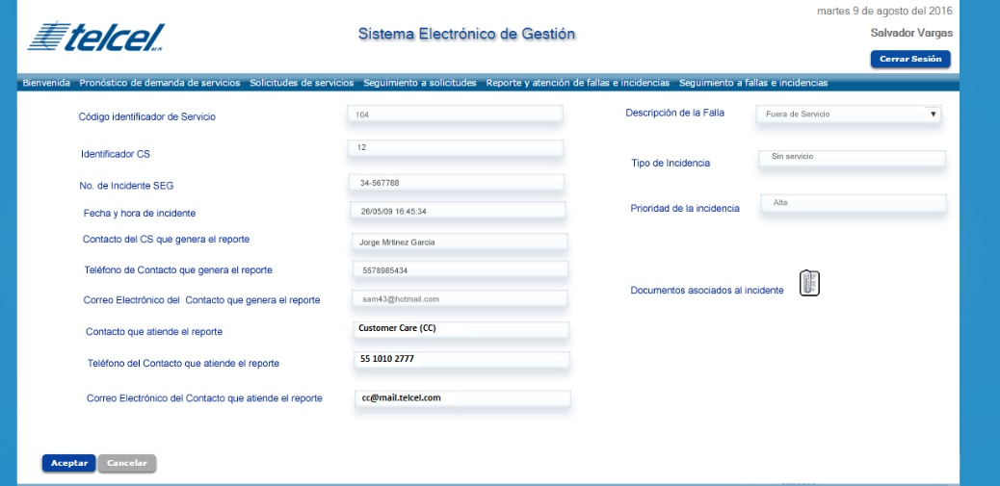 martes 9 de agosto del 2016
telcel
M.R.
Sistema Electrónico de Gestión
Salvador Vargas
Cerrar Sesión
Bienvenida Pronóstico de demanda de servicios Solicitudes de servicios Seguimiento a solicitudes Reporte y atención de fallas e incidencias Seguimiento a fallas e incidencias
Código identificador de Servicio 104
Identificador CS 12
No. de Incidente SEG 34-567788
Fecha y hora de incidente 26/05/09 16:45:34
Contacto del CS que genera el reporte Jorge Mrtinez Garcia
Teléfono de Contacto que genera el reporte 5578985434
Correo Electrónico del Contacto que genera el reporte sam43@hotmail.com
Contacto que atiende el reporte Customer Care (CC)
Teléfono del Contacto que atiende el reporte 55 1010 2777
Correo Electrónico del Contacto que atiende el reporte cc@mail.telcel.com
Descripción de la Falla Fuera de Servicio
Tipo de Incidencia Sin servicio
Prioridad de la incidencia Alta
Documentos asociados al incidente
Aceptar Cancelar